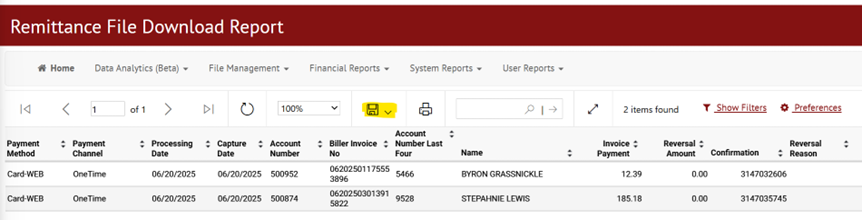 Remittance File Download Report
Home Data Analytics (Beta) File Management Financial Reports System Reports User Reports
1 of 1 100% 2 items found Show Filters Preferences
Payment Method Payment Channel Processing Date Capture Date Account Number Biller Invoice No Account Number Last Four Name Invoice Payment Reversal Amount Confirmation Reversal Reason
Card-WEB OneTime 06/20/2025 06/20/2025 500952 0620250117555 3896 5466 BYRON GRASSNICKLE 12.39 0.00 3147032606
Card-WEB OneTime 06/20/2025 06/20/2025 500874 0620250301391 5822 9528 STEPAHNIE LEWIS 185.18 0.00 3147035745